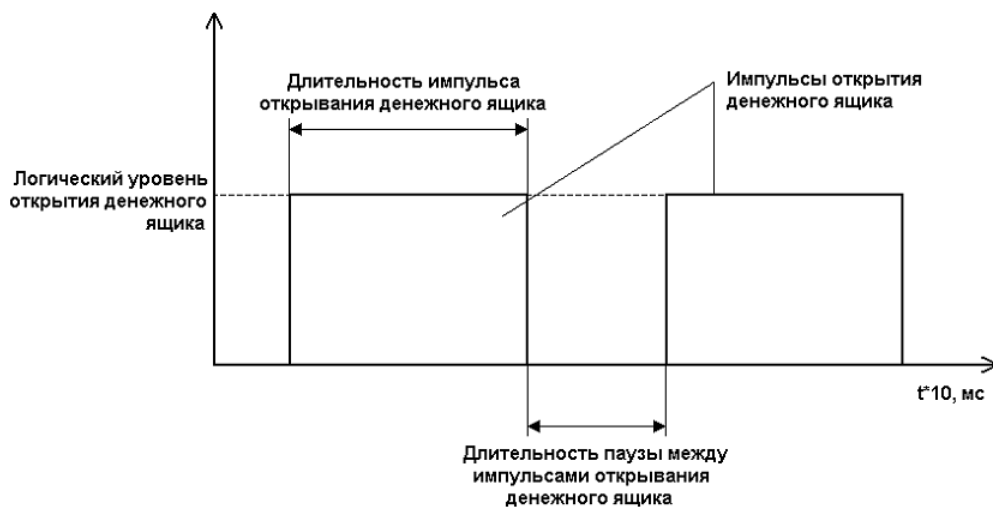 Длительность импульса
открывания денежного ящика
Импульсы открытия
денежного ящика
Логический уровень
открытия денежного
ящика
t*10, мс
Длительность паузы между
импульсами открывания
денежного ящика